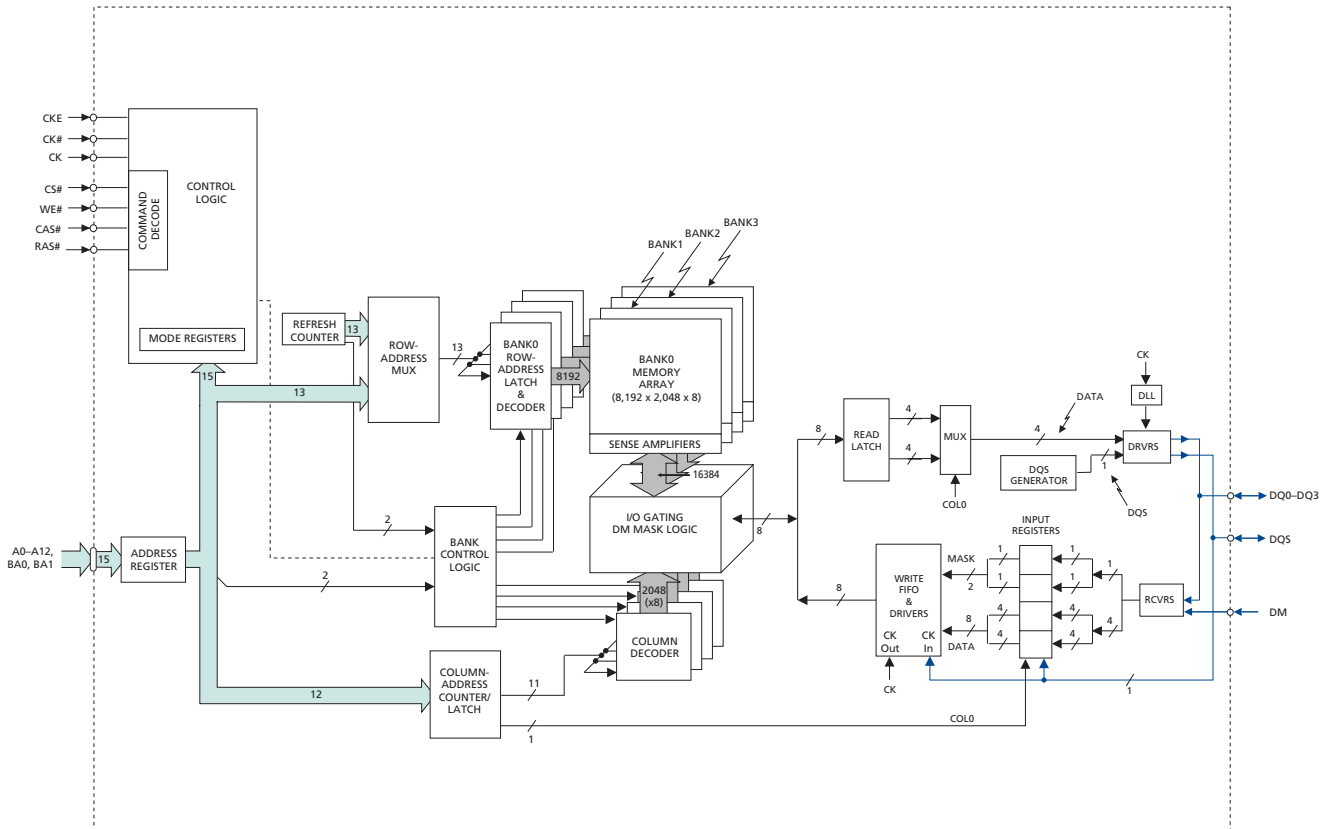 CKE
CK#
CK
CS#
WE#
CAS#
RAS#
COMMAND
DECODE
CONTROL
LOGIC
MODE REGISTERS
15
REFRESH
COUNTER
13
13
ROW-
ADDRESS
MUX
13
BANK0
ROW-
ADDRESS
LATCH
&
DECODER
8192
BANK1
BANK2
BANK3
BANK0
MEMORY
ARRAY
(8,192 x 2,048 x 8)
SENSE AMPLIFIERS
16384
I/O GATING
DM MASK LOGIC
8
2048
(x8)
COLUMN
DECODER
A0–A12,
BA0, BA1
15
ADDRESS
REGISTER
2
2
BANK
CONTROL
LOGIC
12
COLUMN-
ADDRESS
COUNTER/
LATCH
11
1
COL0
8
READ
LATCH
4
4
MUX
COL0
4
DATA
CK
DLL
DRVRS
DQS
GENERATOR
1
DQS
DQ0–DQ3
DQS
DM
8
WRITE
FIFO
&
DRIVERS
CK
Out
CK
In
CK
MASK
2
8
DATA
INPUT
REGISTERS
1
1
4
4
1
1
4
4
1
4
RCVRS
1